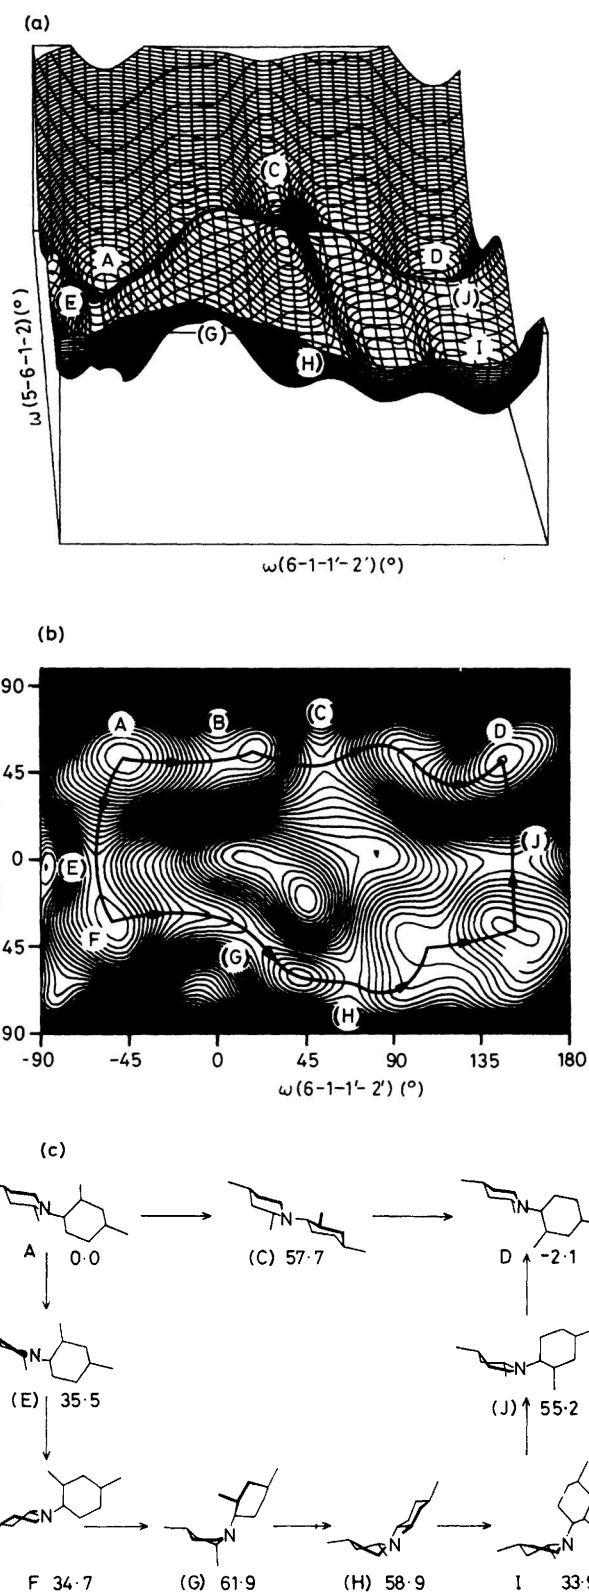 (a)
(C)
A
D
E
(J)
(G)
I
(H)
ω(5-6-1-2)(°)
ω(6-1-1'-2')(°)
(b)
90
A
B
(C)
D
45
0
(E)
(J)
F
45
(G)
(H)
90
-90 -45 0 45 90 135 180
ω(6-1-1'-2') (°)
(c)
N
N
N
A 0·0
(C) 57·7
D -2·1
N
N
(E) 35·5
(J) 55·2
N
N
N
N
F 34·7
(G) 61·9
(H) 58·9
I